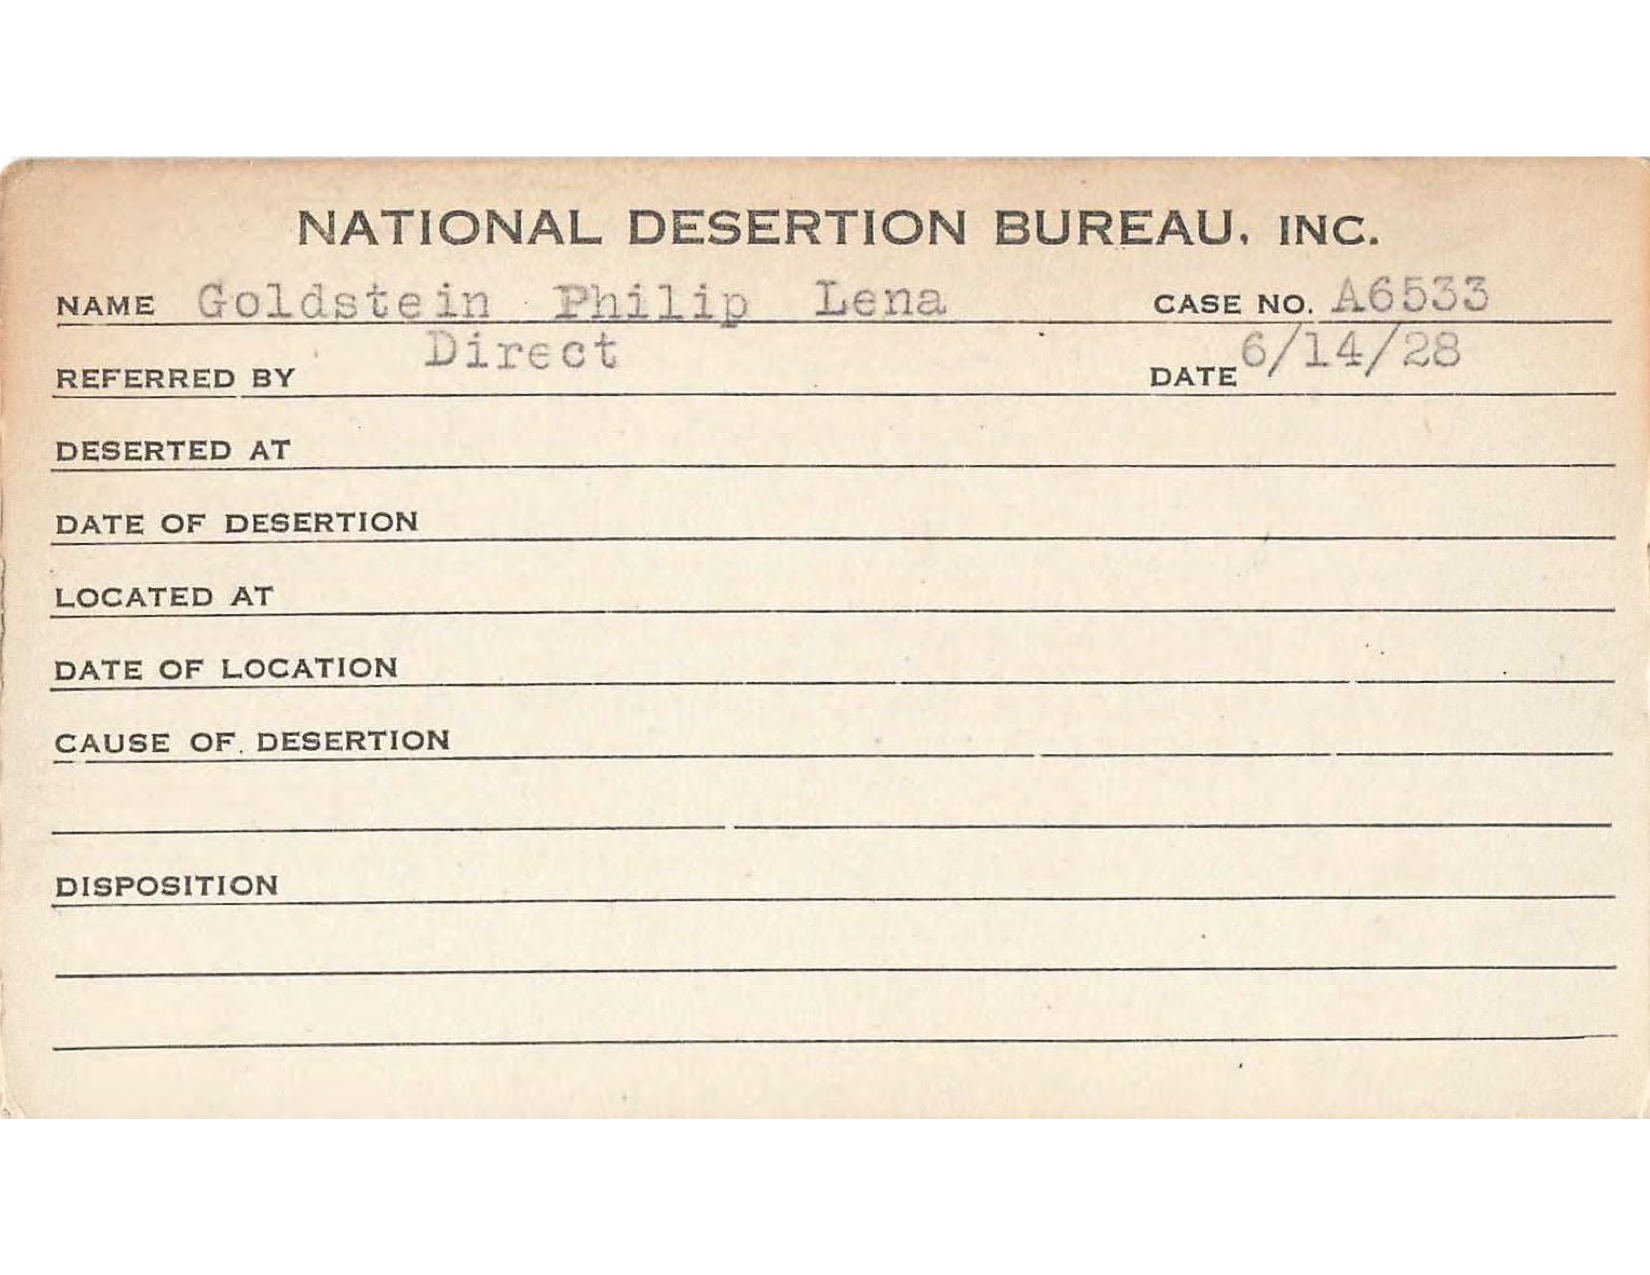 NATIONAL DESERTION BUREAU, INC.
NAME Goldstein Philip Lena CASE NO. A6533
REFERRED BY Direct DATE 6/14/28
DESERTED AT
DATE OF DESERTION
LOCATED AT
DATE OF LOCATION
CAUSE OF DESERTION
DISPOSITION